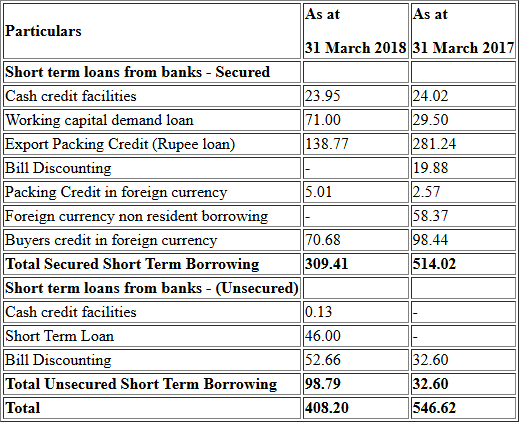 Particulars As at As at
31 March 2018 31 March 2017
Short term loans from banks - Secured
Cash credit facilities 23.95 24.02
Working capital demand loan 71.00 29.50
Export Packing Credit (Rupee loan) 138.77 281.24
Bill Discounting - 19.88
Packing Credit in foreign currency 5.01 2.57
Foreign currency non resident borrowing - 58.37
Buyers credit in foreign currency 70.68 98.44
Total Secured Short Term Borrowing 309.41 514.02
Short term loans from banks - (Unsecured)
Cash credit facilities 0.13 -
Short Term Loan 46.00 -
Bill Discounting 52.66 32.60
Total Unsecured Short Term Borrowing 98.79 32.60
Total 408.20 546.62